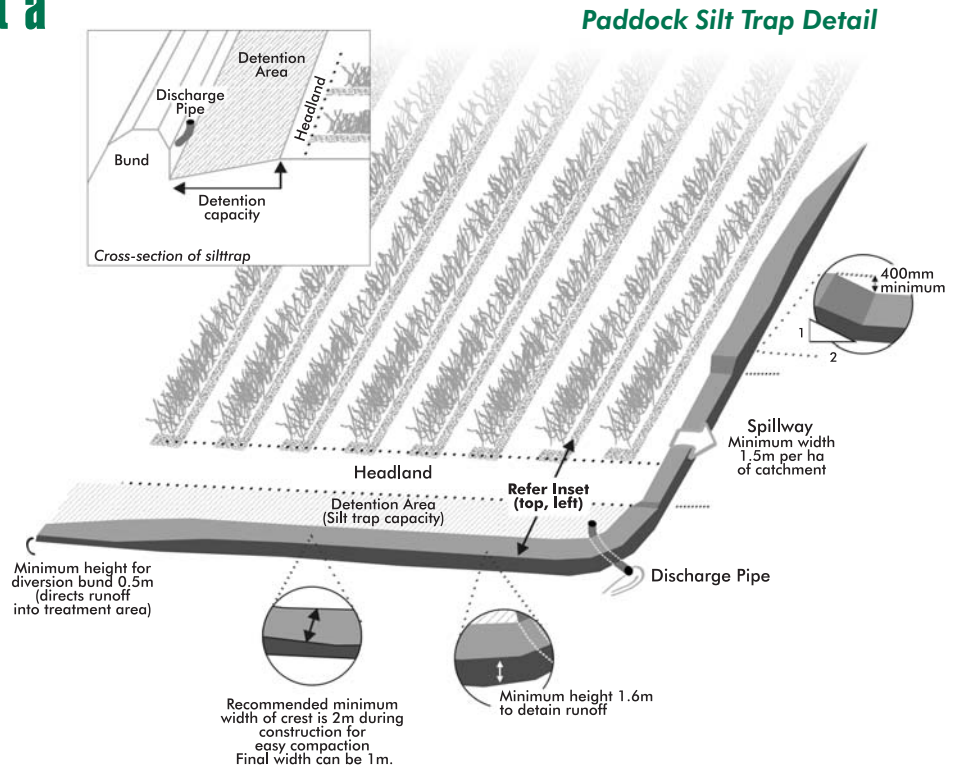 ta
Paddock Silt Trap Detail
Detention
Area
Discharge
Pipe
Headland
Bund
Detention
capacity
Cross-section of silttrap
400mm
minimum
1
2
Spillway
Minimum width
1.5m per ha
of catchment
Headland
Refer Inset
(top, left)
Detention Area
(Silt trap capacity)
Discharge Pipe
Minimum height for
diversion bund 0.5m
(directs runoff
into treatment area)
Recommended minimum
width of crest is 2m during
construction for
easy compaction
Final width can be 1m.
Minimum height 1.6m
to detain runoff